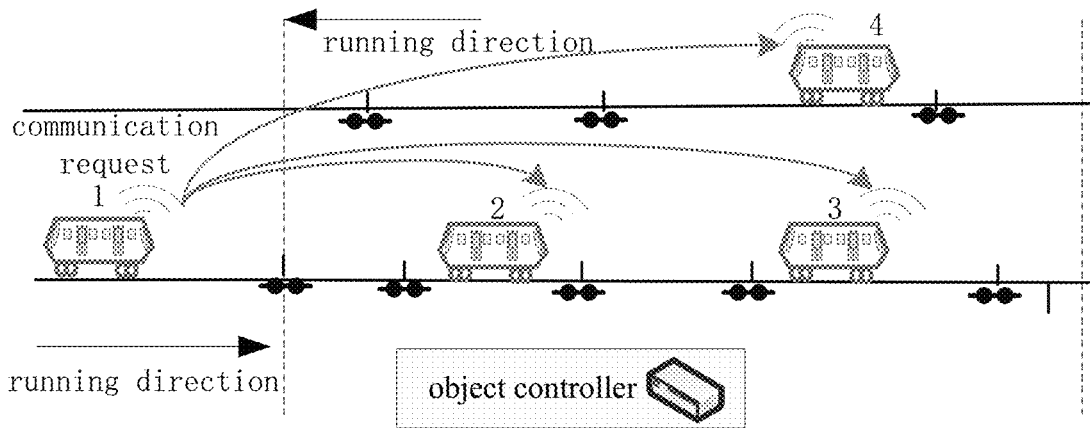 running direction
4
communication
request
1
2
3
running direction
object controller